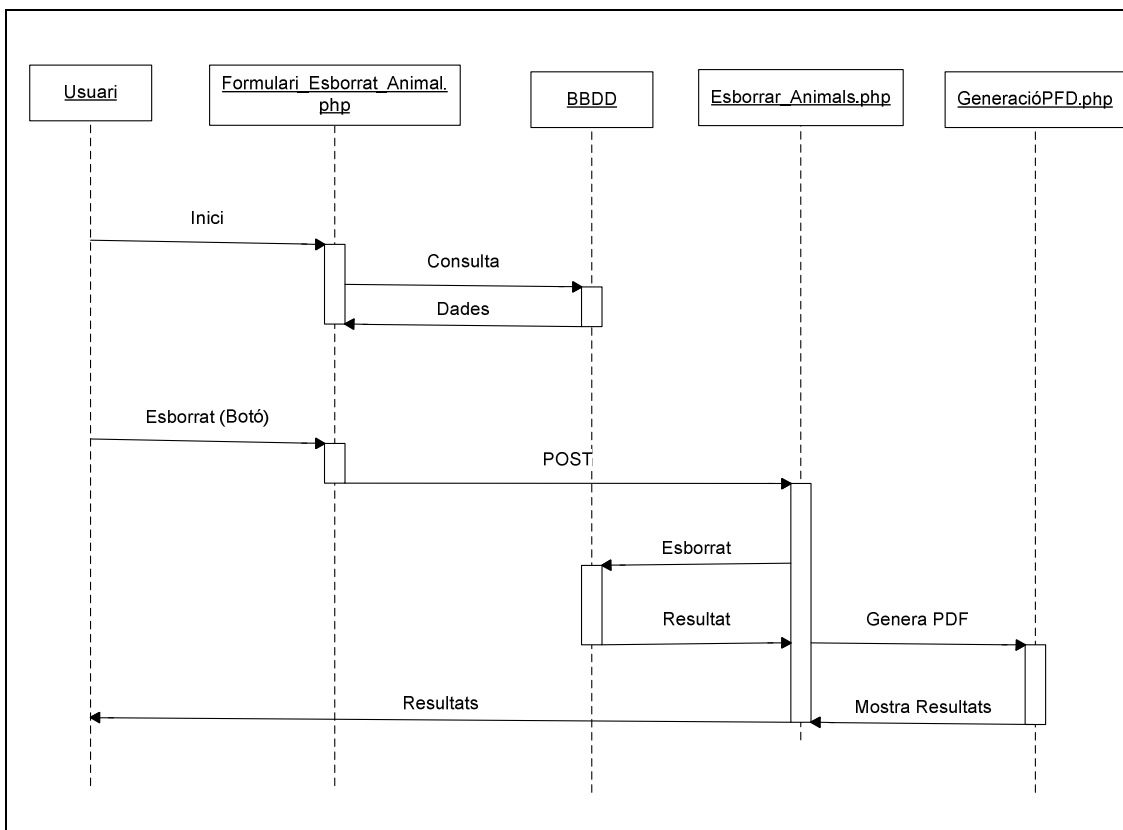 Usuari
Formulari_Esborrat_Animal.
php
BBDD
Esborrar_Animals.php
GeneracióPFD.php
Inici
Consulta
Dades
Esborrat (Botó)
POST
Esborrat
Resultat
Genera PDF
Resultats
Mostra Resultats